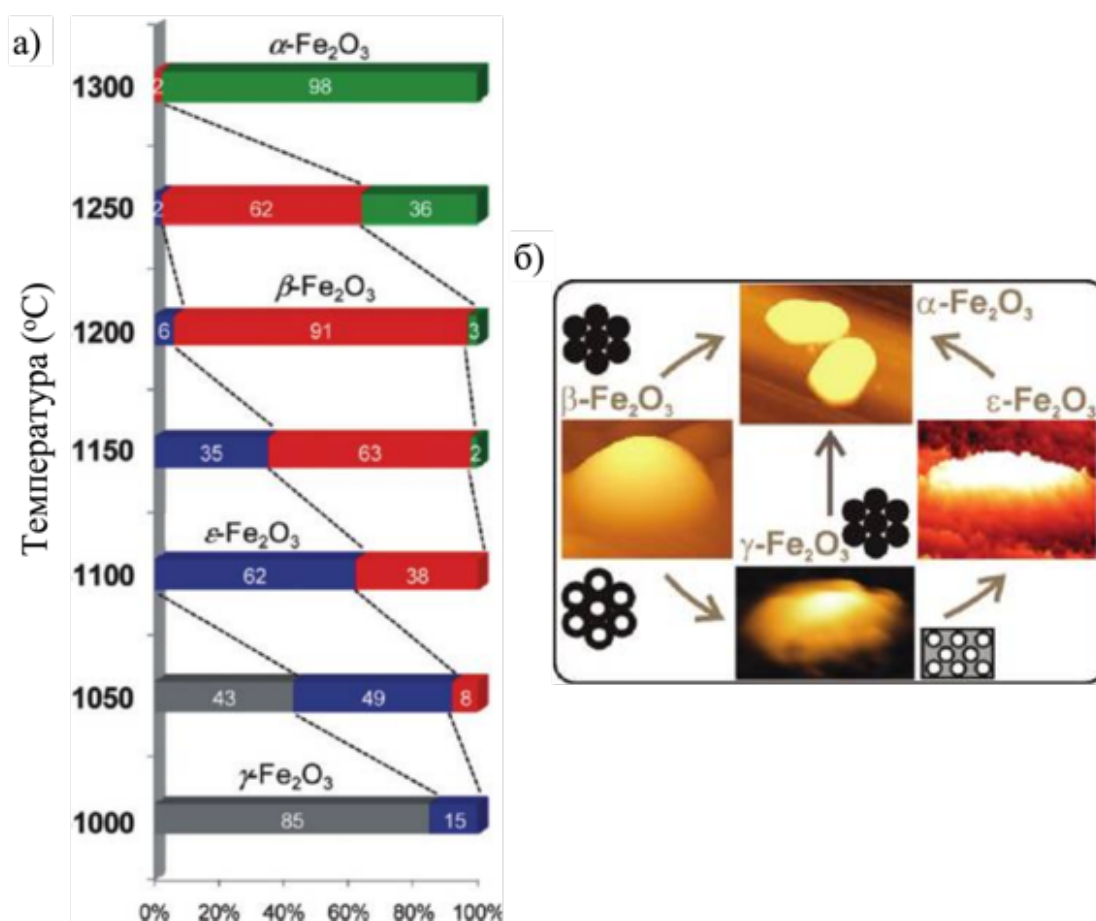 а)
α-Fe₂O₃
1300 2 98
1250 2 62 36
β-Fe₂O₃
1200 6 91 3
1150 35 63 2
ε-Fe₂O₃
1100 62 38
1050 43 49 8
γ-Fe₂O₃
1000 85 15
0% 20% 40% 60% 80% 100%
Температура (ºС)
б)
α-Fe₂O₃
β-Fe₂O₃
ε-Fe₂O₃
γ-Fe₂O₃